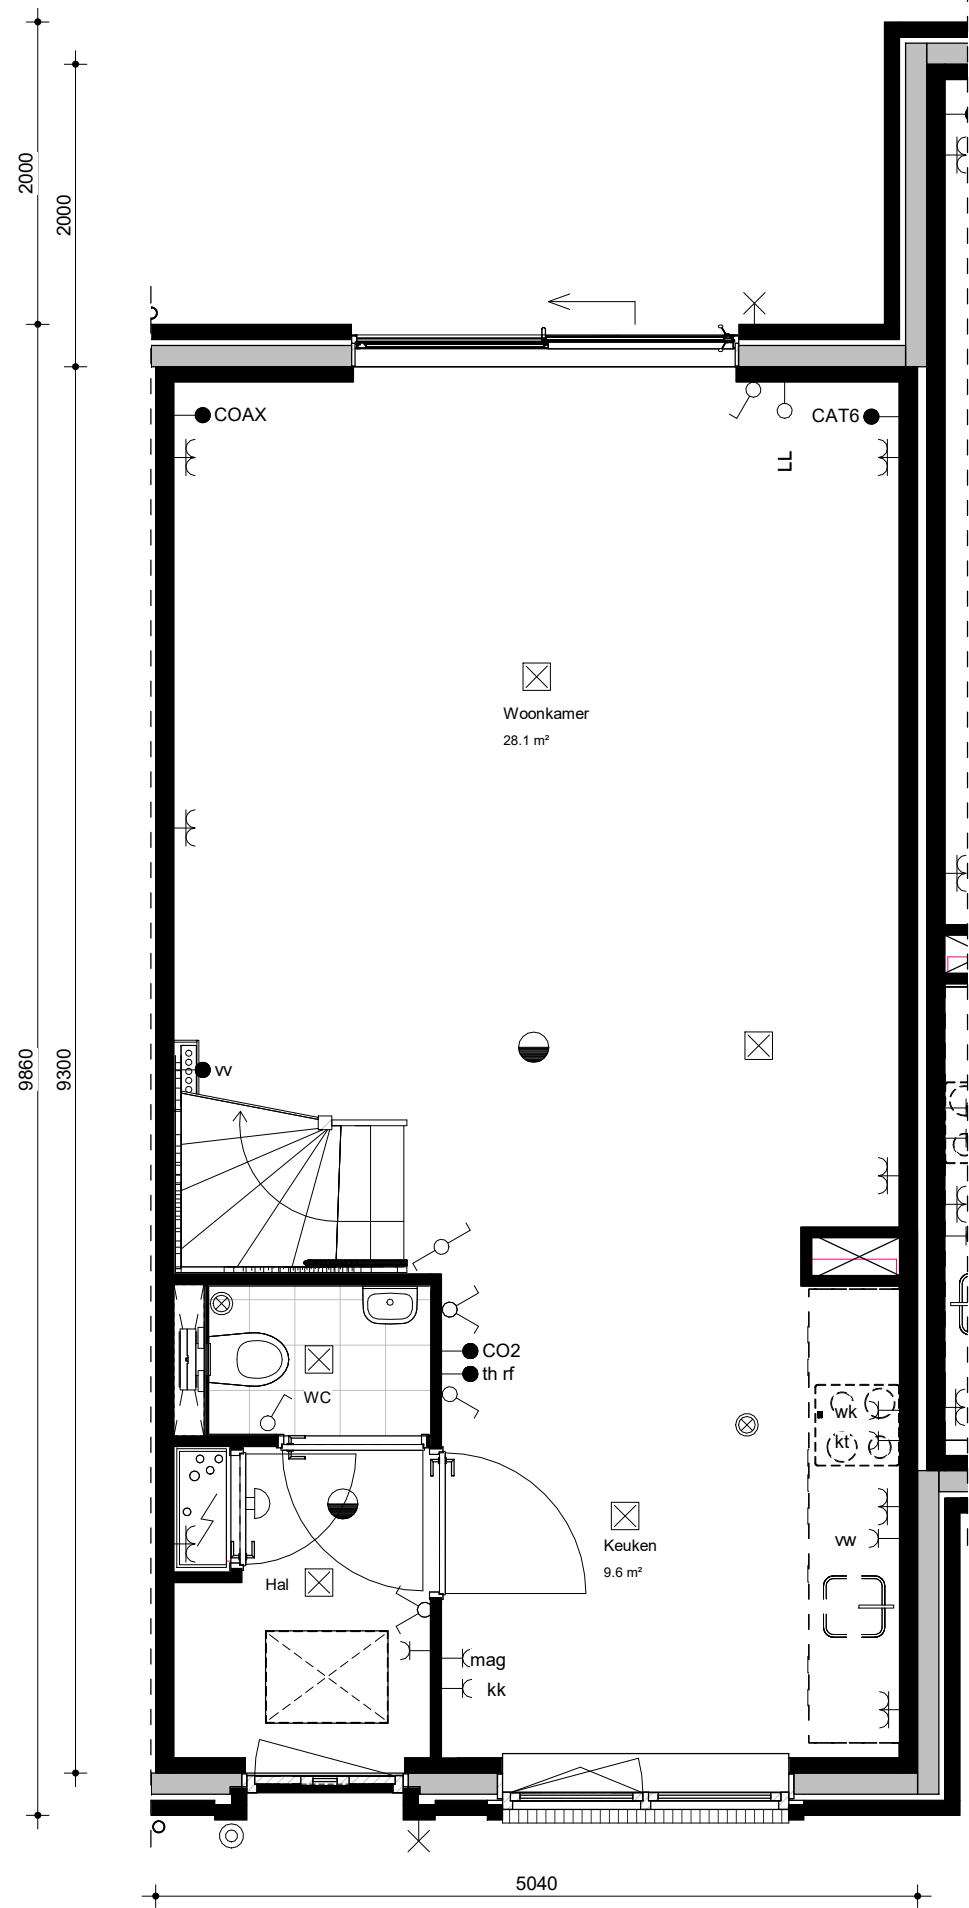 2000
2000
COAX
CAT6
LL
Woonkamer
28.1 m²
9860
9300
vv
CO2
th rf
WC
wk
kt
vw
Keuken
9.6 m²
Hal
mag
kk
5040